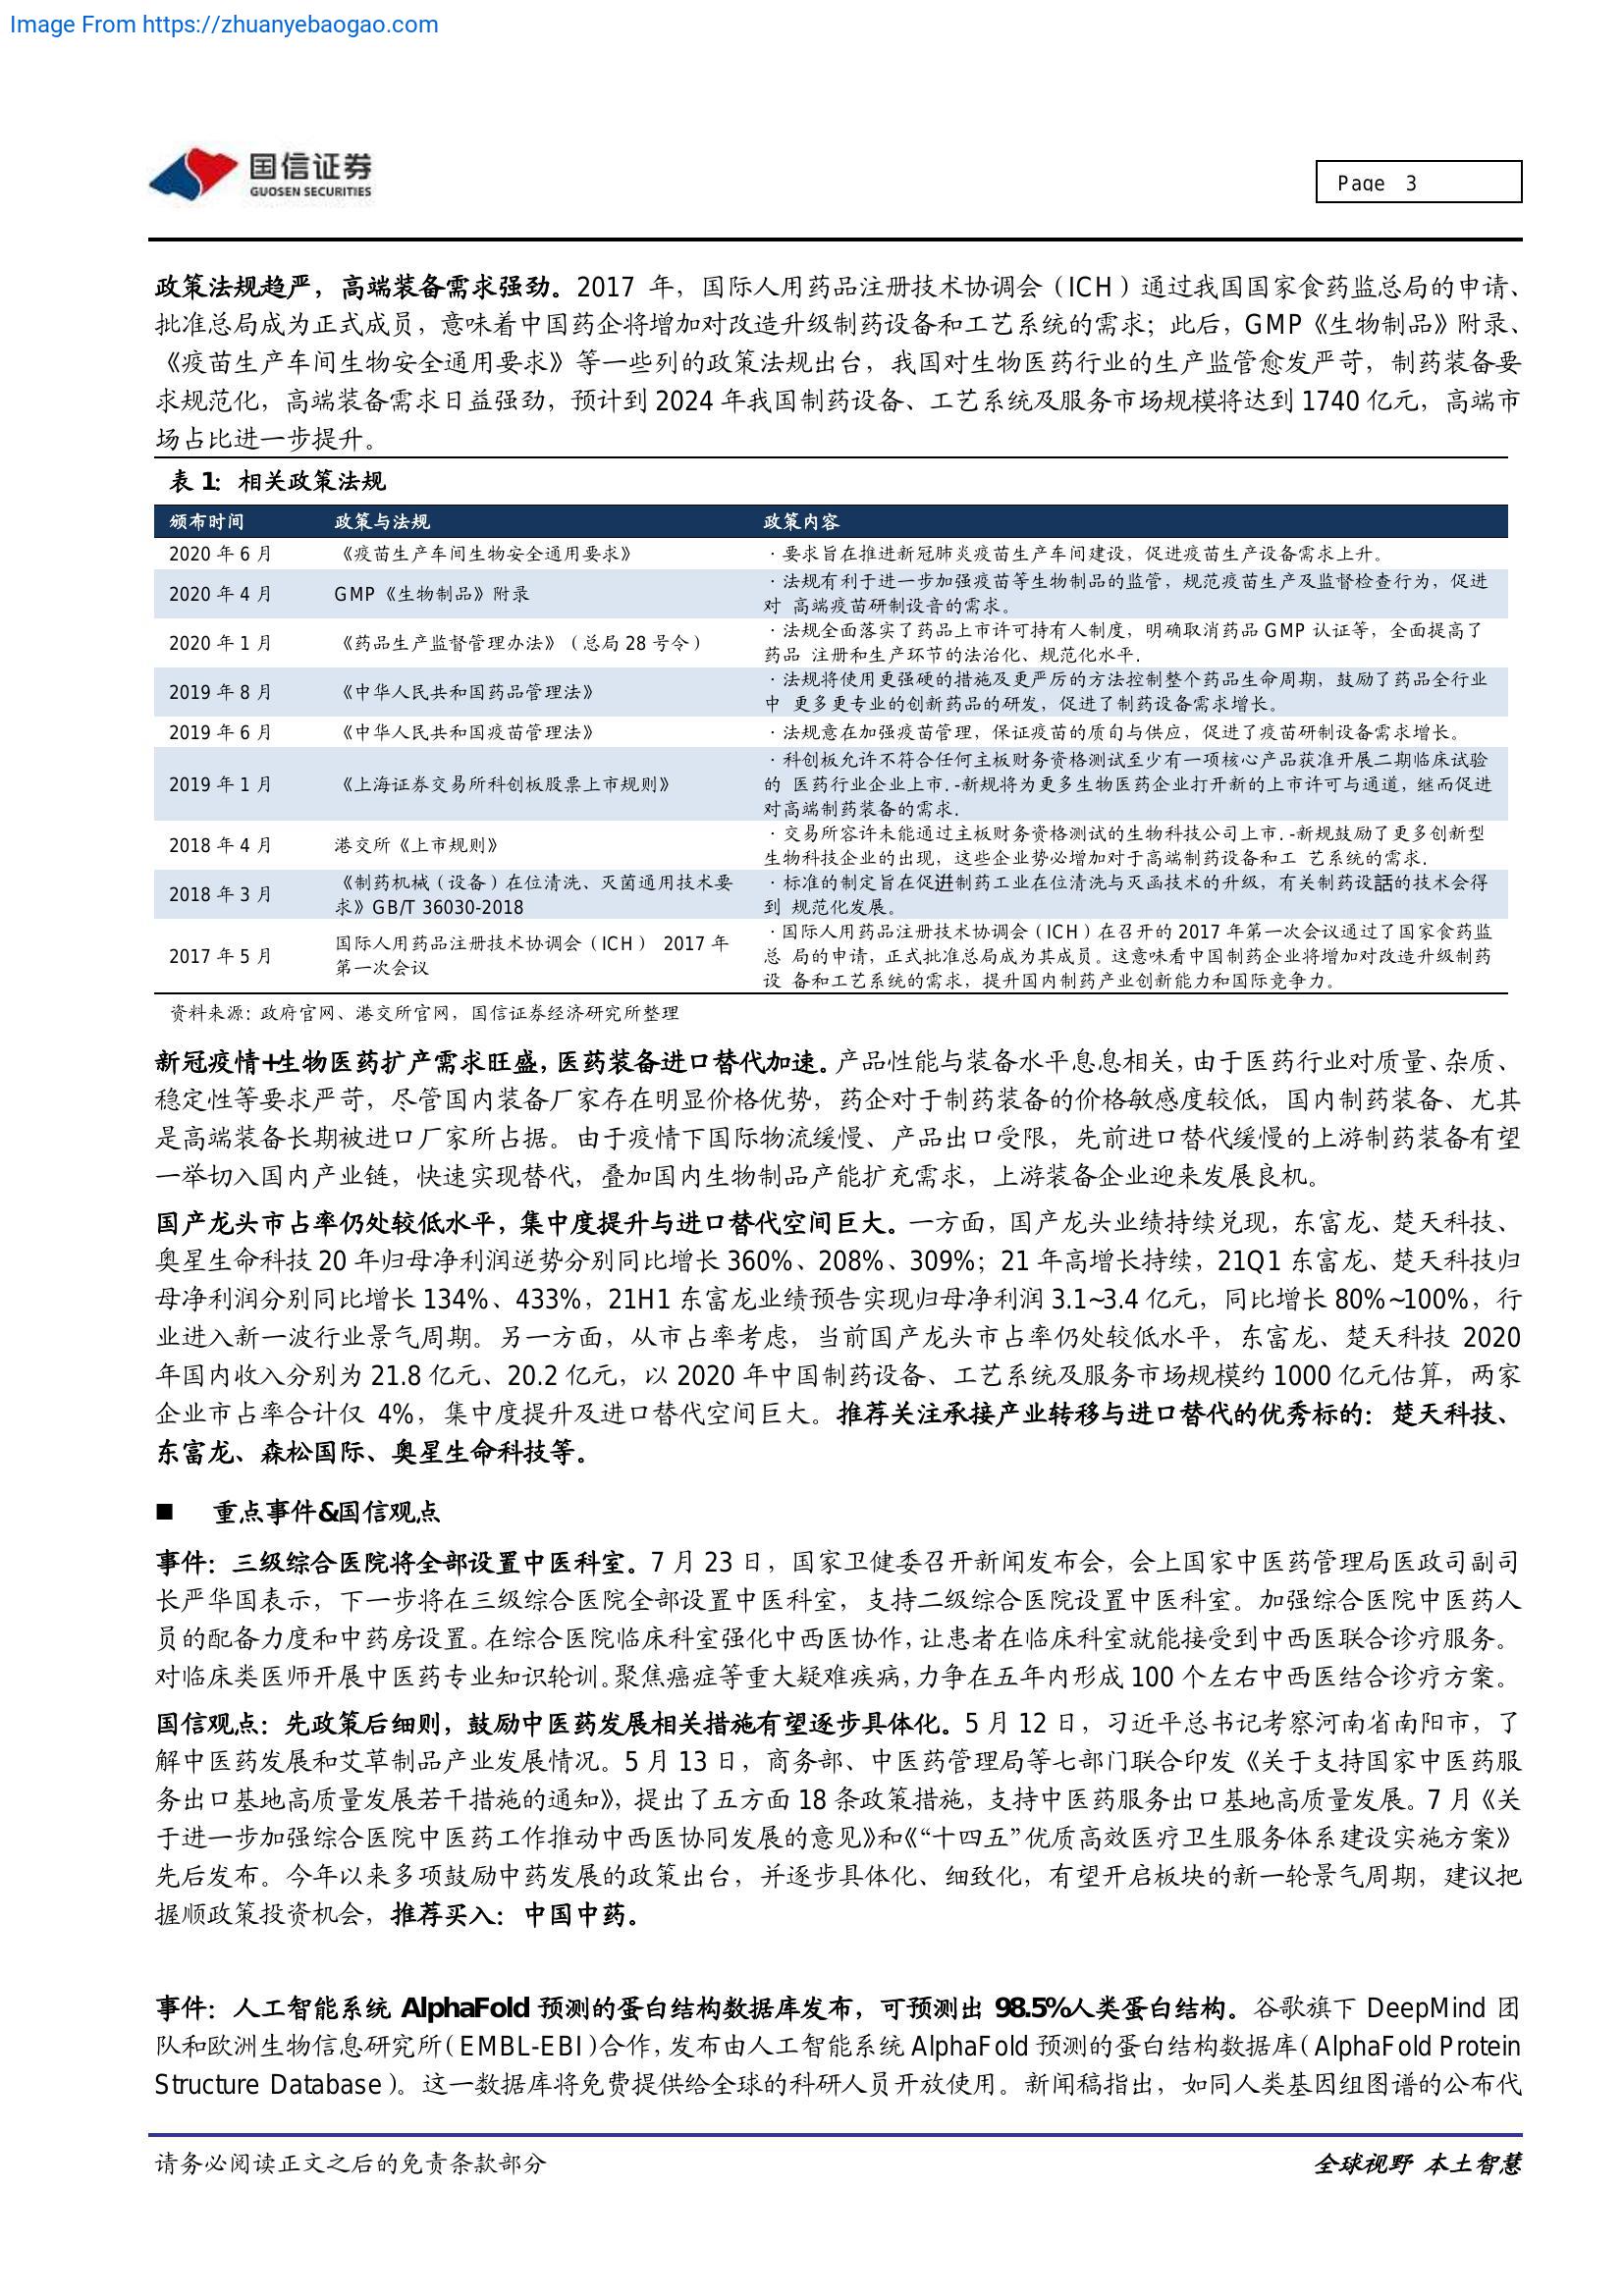 Image From https://zhuanyebaogao.com
国信证券
GUOSEN SECURITIES
Page 3
政策法规趋严，高端装备需求强劲。2017 年，国际人用药品注册技术协调会（ICH）通过我国国家食药监总局的申请、
批准总局成为正式成员，意味着中国药企将增加对改造升级制药设备和工艺系统的需求；此后，GMP《生物制品》附录、
《疫苗生产车间生物安全通用要求》等一些列的政策法规出台，我国对生物医药行业的生产监管愈发严苛，制药装备要
求规范化，高端装备需求日益强劲，预计到 2024 年我国制药设备、工艺系统及服务市场规模将达到 1740 亿元，高端市
场占比进一步提升。
表 1：相关政策法规
颁布时间 政策与法规 政策内容
2020 年 6 月 《疫苗生产车间生物安全通用要求》 ·要求旨在推进新冠肺炎疫苗生产车间建设，促进疫苗生产设备需求上升。
2020 年 4 月 GMP《生物制品》附录 ·法规有利于进一步加强疫苗等生物制品的监管，规范疫苗生产及监督检查行为，促进
对 高端疫苗研制设音的需求。
2020 年 1 月 《药品生产监督管理办法》（总局 28 号令） ·法规全面落实了药品上市许可持有人制度，明确取消药品 GMP 认证等，全面提高了
药品 注册和生产环节的法治化、规范化水平.
2019 年 8 月 《中华人民共和国药品管理法》 ·法规将使用更强硬的措施及更严厉的方法控制整个药品生命周期，鼓励了药品全行业
中 更多更专业的创新药品的研发，促进了制药设备需求增长。
2019 年 6 月 《中华人民共和国疫苗管理法》 ·法规意在加强疫苗管理，保证疫苗的质甸与供应，促进了疫苗研制设备需求增长。
2019 年 1 月 《上海证券交易所科创板股票上市规则》 ·科创板允许不符合任何主板财务资格测试至少有一项核心产品获准开展二期临床试验
的 医药行业企业上市. -新规将为更多生物医药企业打开新的上市许可与通道，继而促进
对高端制药装备的需求.
2018 年 4 月 港交所《上市规则》 ·交易所容许未能通过主板财务资格测试的生物科技公司上市. -新规鼓励了更多创新型
生物科技企业的出现，这些企业势必增加对于高端制药设备和工 艺系统的需求.
2018 年 3 月 《制药机械（设备）在位清洗、灭菌通用技术要
求》GB/T 36030-2018 ·标准的制定旨在促迸制药工业在位清洗与灭函技术的升级，有关制药设話的技术会得
到 规范化发展。
2017 年 5 月 国际人用药品注册技术协调会（ICH） 2017 年
第一次会议 ·国际人用药品注册技术协调会（ICH）在召开的 2017 年第一次会议通过了国家食药监
总 局的申请，正式批准总局成为其成员。这意味看中国制药企业将增加对改造升级制药
设 备和工艺系统的需求，提升国内制药产业创新能力和国际竞争力。
资料来源：政府官网、港交所官网，国信证券经济研究所整理
新冠疫情+生物医药扩产需求旺盛，医药装备进口替代加速。产品性能与装备水平息息相关，由于医药行业对质量、杂质、
稳定性等要求严苛，尽管国内装备厂家存在明显价格优势，药企对于制药装备的价格敏感度较低，国内制药装备、尤其
是高端装备长期被进口厂家所占据。由于疫情下国际物流缓慢、产品出口受限，先前进口替代缓慢的上游制药装备有望
一举切入国内产业链，快速实现替代，叠加国内生物制品产能扩充需求，上游装备企业迎来发展良机。
国产龙头市占率仍处较低水平，集中度提升与进口替代空间巨大。一方面，国产龙头业绩持续兑现，东富龙、楚天科技、
奥星生命科技 20 年归母净利润逆势分别同比增长 360%、208%、309%；21 年高增长持续，21Q1 东富龙、楚天科技归
母净利润分别同比增长 134%、433%，21H1 东富龙业绩预告实现归母净利润 3.1~3.4 亿元，同比增长 80%~100%，行
业进入新一波行业景气周期。另一方面，从市占率考虑，当前国产龙头市占率仍处较低水平，东富龙、楚天科技 2020
年国内收入分别为 21.8 亿元、20.2 亿元，以 2020 年中国制药设备、工艺系统及服务市场规模约 1000 亿元估算，两家
企业市占率合计仅 4%，集中度提升及进口替代空间巨大。推荐关注承接产业转移与进口替代的优秀标的：楚天科技、
东富龙、森松国际、奥星生命科技等。
■ 重点事件&国信观点
事件：三级综合医院将全部设置中医科室。7 月 23 日，国家卫健委召开新闻发布会，会上国家中医药管理局医政司副司
长严华国表示，下一步将在三级综合医院全部设置中医科室，支持二级综合医院设置中医科室。加强综合医院中医药人
员的配备力度和中药房设置。在综合医院临床科室强化中西医协作，让患者在临床科室就能接受到中西医联合诊疗服务。
对临床类医师开展中医药专业知识轮训。聚焦癌症等重大疑难疾病，力争在五年内形成 100 个左右中西医结合诊疗方案。
国信观点：先政策后细则，鼓励中医药发展相关措施有望逐步具体化。5 月 12 日，习近平总书记考察河南省南阳市，了
解中医药发展和艾草制品产业发展情况。5 月 13 日，商务部、中医药管理局等七部门联合印发《关于支持国家中医药服
务出口基地高质量发展若干措施的通知》，提出了五方面 18 条政策措施，支持中医药服务出口基地高质量发展。7 月《关
于进一步加强综合医院中医药工作推动中西医协同发展的意见》和《“十四五”优质高效医疗卫生服务体系建设实施方案》
先后发布。今年以来多项鼓励中药发展的政策出台，并逐步具体化、细致化，有望开启板块的新一轮景气周期，建议把
握顺政策投资机会，推荐买入：中国中药。
事件：人工智能系统 AlphaFold 预测的蛋白结构数据库发布，可预测出 98.5%人类蛋白结构。谷歌旗下 DeepMind 团
队和欧洲生物信息研究所（EMBL-EBI）合作，发布由人工智能系统 AlphaFold 预测的蛋白结构数据库（AlphaFold Protein
Structure Database）。这一数据库将免费提供给全球的科研人员开放使用。新闻稿指出，如同人类基因组图谱的公布代
请务必阅读正文之后的免责条款部分
全球视野 本土智慧